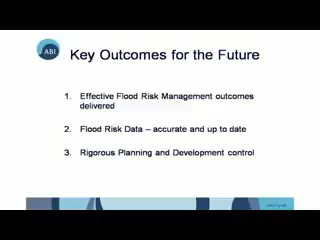 ABI
Key Outcomes for the Future
1. Effective Flood Risk Management outcomes
delivered
2. Flood Risk Data – accurate and up to date
3. Rigorous Planning and Development control